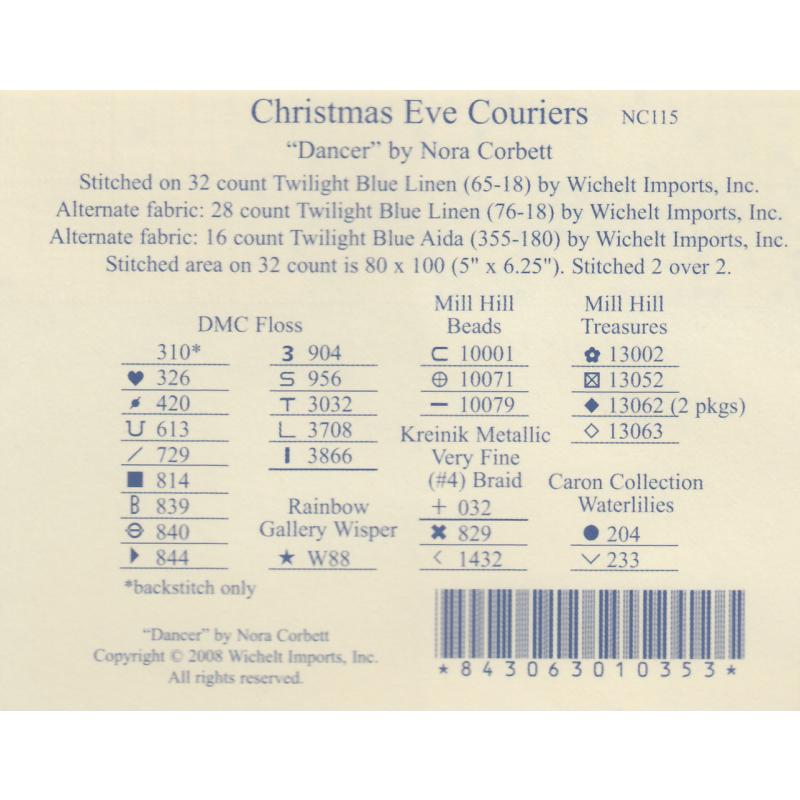 Christmas Eve Couriers NC115
“Dancer” by Nora Corbett
Stitched on 32 count Twilight Blue Linen (65-18) by Wichelt Imports, Inc.
Alternate fabric: 28 count Twilight Blue Linen (76-18) by Wichelt Imports, Inc.
Alternate fabric: 16 count Twilight Blue Aida (355-180) by Wichelt Imports, Inc.
Stitched area on 32 count is 80 x 100 (5" x 6.25"). Stitched 2 over 2.
DMC Floss
310*
♥ 326
420
U 613
/ 729
■ 814
B 839
⊖ 840
844
*backstitch only
3 904
S 956
T 3032
L 3708
I 3866
Rainbow
Gallery Wisper
★ W88
Mill Hill
Beads
⊂ 10001
⊕ 10071
– 10079
Kreinik Metallic
Very Fine
(#4) Braid
+ 032
✖ 829
< 1432
Mill Hill
Treasures
✿ 13002
⊠ 13052
◆ 13062 (2 pkgs)
◇ 13063
Caron Collection
Waterlilies
● 204
∨ 233
“Dancer” by Nora Corbett
Copyright © 2008 Wichelt Imports, Inc.
All rights reserved.
*843063010353*